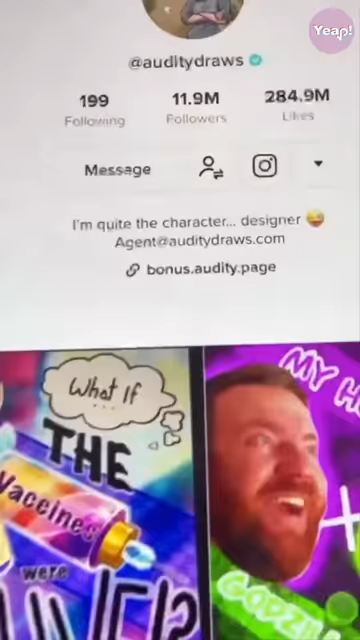 Yeap!
@auditydraws
199 11.9M 284.9M
Following Followers Likes
Message
I'm quite the character... designer 😅
Agent@auditydraws.com
bonus.audity.page
What If
...
THE
Vaccines
were
MY H
+
GODZI